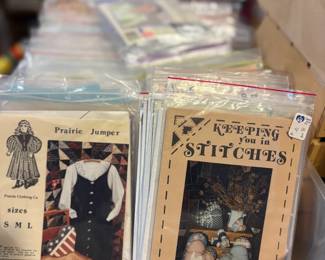 Prairie Jumper
Prairie Clothing Co
sizes
S M L
KEEPING
you in
STITCHES